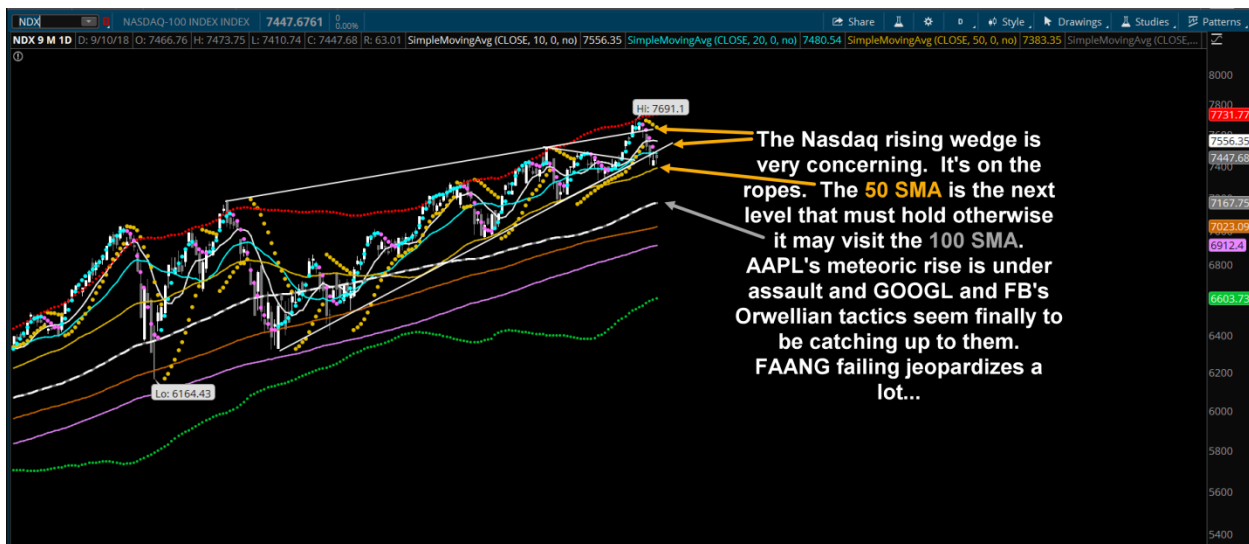 NDX NASDAQ-100 INDEX INDEX 7447.6761 0 0.00% Share D Style Drawings Studies Patterns
NDX 9 M 1D D: 9/10/18 O: 7466.76 H: 7473.75 L: 7410.74 C: 7447.68 R: 63.01 SimpleMovingAvg (CLOSE, 10, 0, no) 7556.35 SimpleMovingAvg (CLOSE, 20, 0, no) 7480.54 SimpleMovingAvg (CLOSE, 50, 0, no) 7383.35 SimpleMovingAvg (CLOSE,...
8000
7800
Hi: 7691.1
7731.77
The Nasdaq rising wedge is
very concerning. It's on the
ropes. The 50 SMA is the next
level that must hold otherwise
it may visit the 100 SMA.
AAPL's meteoric rise is under
assault and GOOGL and FB's
Orwellian tactics seem finally to
be catching up to them.
FAANG failing jeopardizes a
lot...
7556.35
7447.68
7400
7167.75
7023.09
6912.4
6800
6603.73
6400
6200
Lo: 6164.43
6000
5800
5600
5400